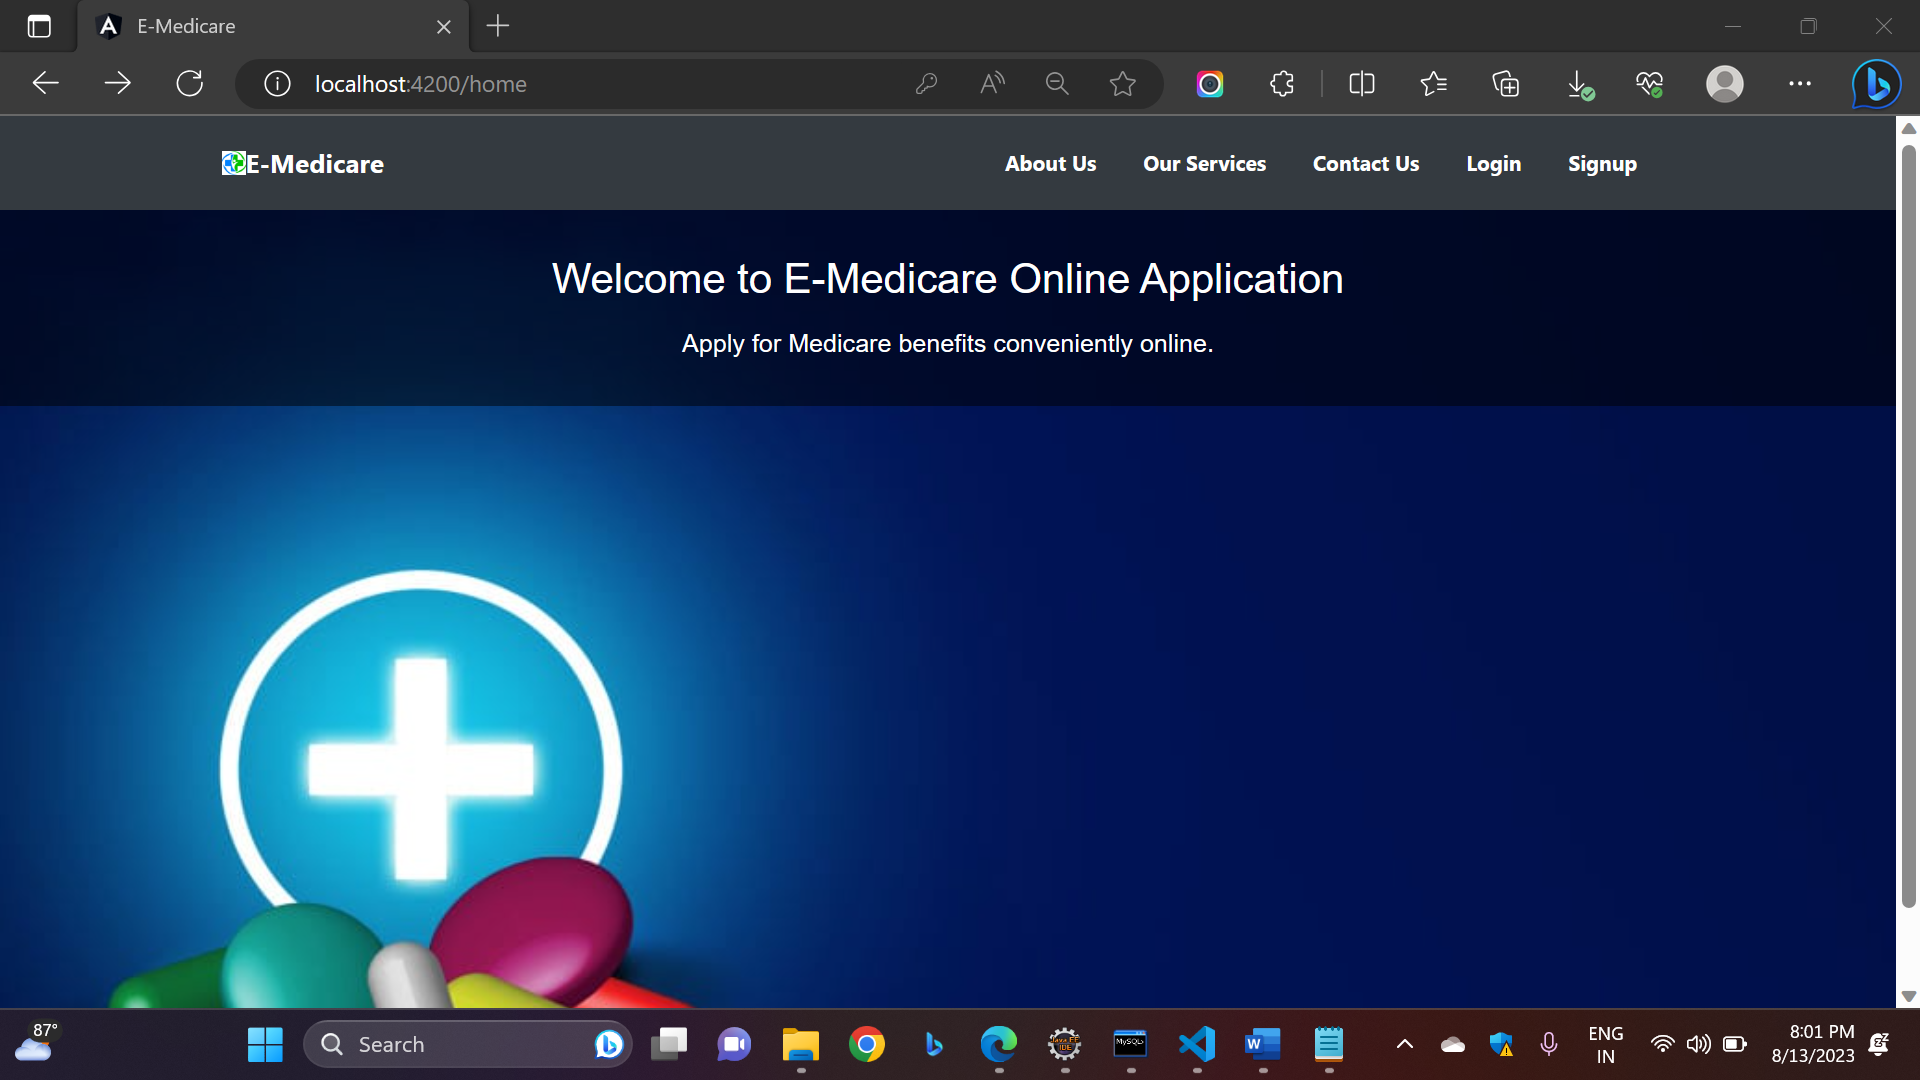 E-Medicare
localhost:4200/home
E-Medicare
About Us
Our Services
Contact Us
Login
Signup
Welcome to E-Medicare Online Application
Apply for Medicare benefits conveniently online.
87°
Search
ENG
IN
8:01 PM
8/13/2023